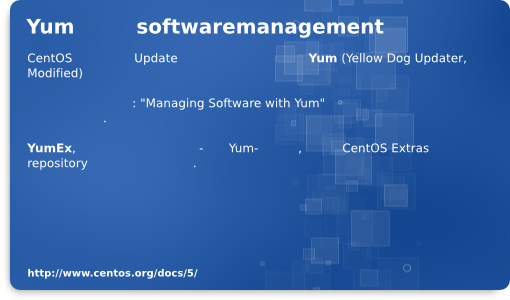 Yum softwaremanagement
CentOS Update Yum (Yellow Dog Updater,
Modified)
: "Managing Software with Yum"
.
YumEx, - Yum- , CentOS Extras
repository .
http://www.centos.org/docs/5/